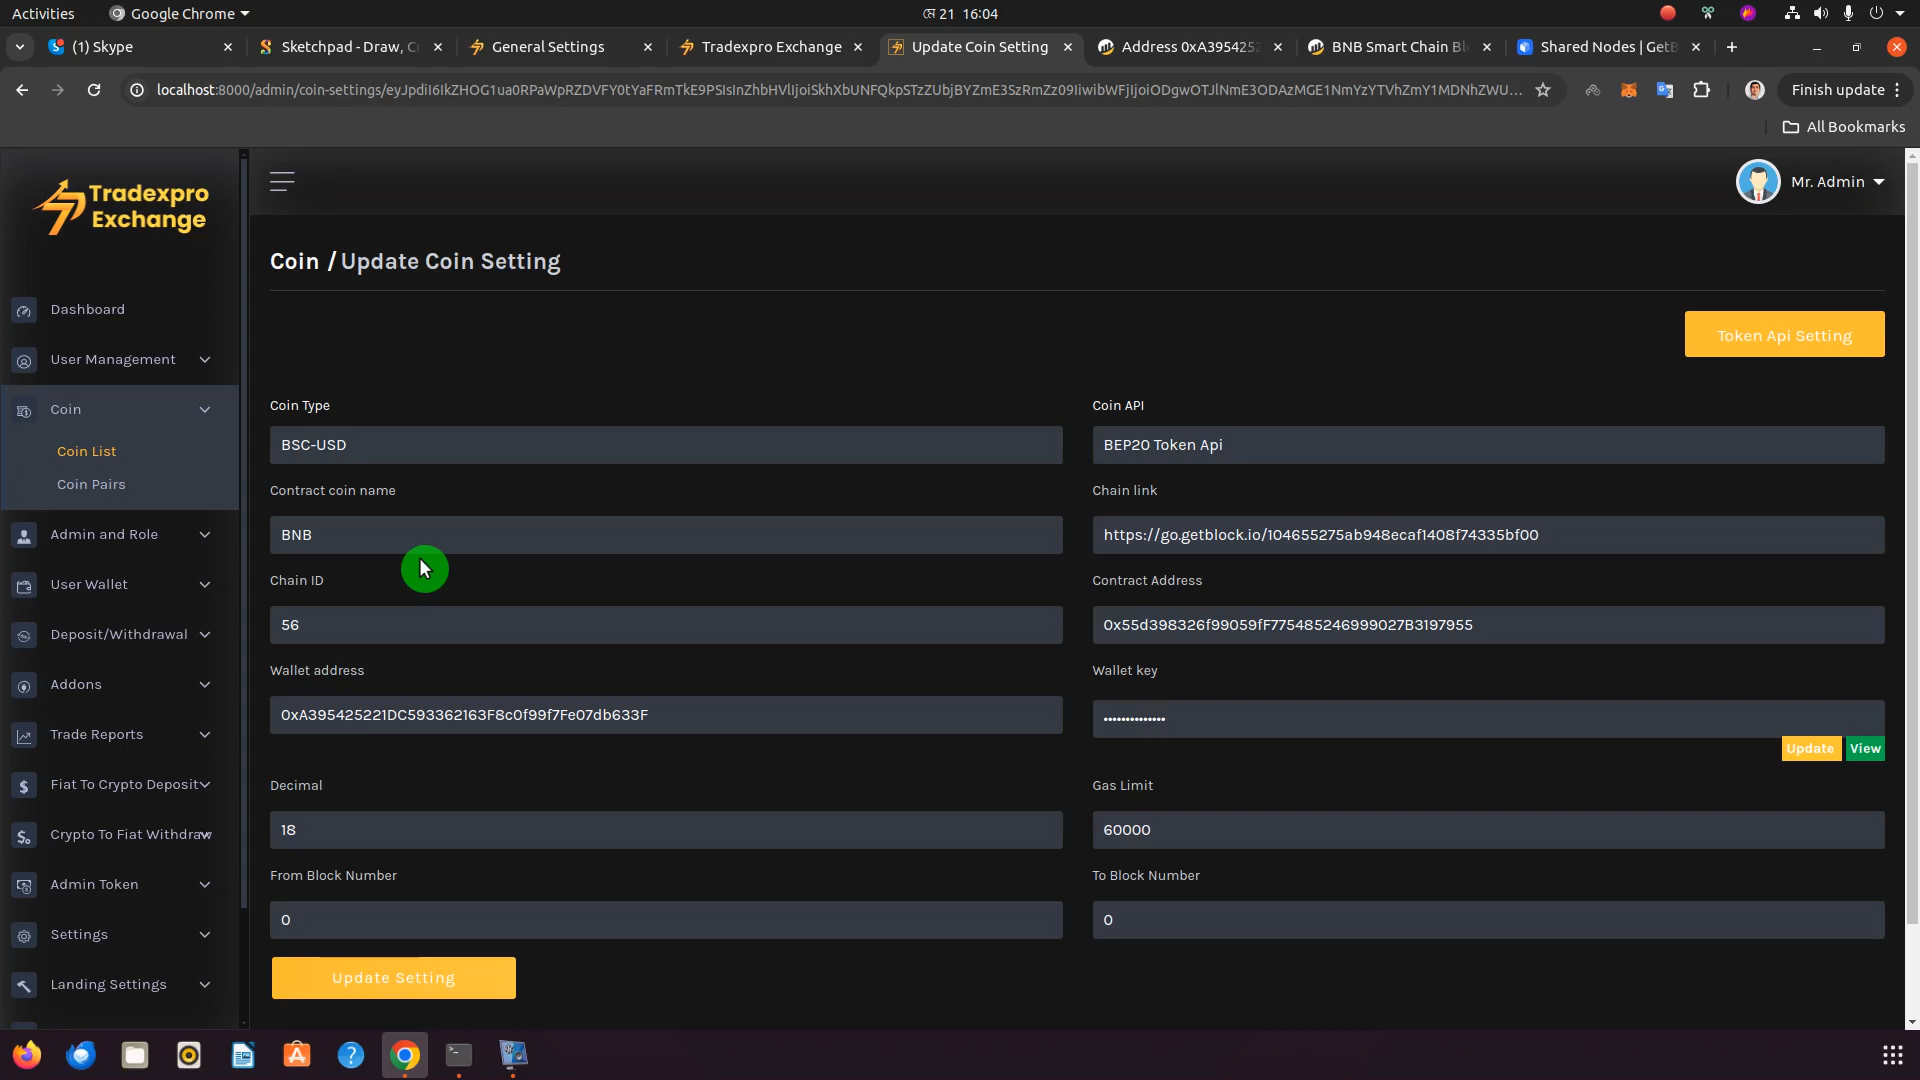 Activities
Google Chrome
মে 21 16:04
(1) Skype
Sketchpad - Draw, Cr
General Settings
Tradexpro Exchange
Update Coin Setting
Address 0xA395425
BNB Smart Chain Bl
Shared Nodes | GetB
localhost:8000/admin/coin-settings/
Finish update
All Bookmarks
Tradexpro
Exchange
Mr. Admin
Coin / Update Coin Setting
Token Api Setting
Dashboard
User Management
Coin
Coin List
Coin Pairs
Admin and Role
User Wallet
Deposit/Withdrawal
Addons
Trade Reports
Fiat To Crypto Deposit
Crypto To Fiat Withdraw
Admin Token
Settings
Landing Settings
Coin Type
BSC-USD
Coin API
BEP20 Token Api
Contract coin name
BNB
Chain link
https://go.getblock.io/104655275ab948ecaf1408f74335bf00
Chain ID
56
Contract Address
0x55d398326f99059fF775485246999027B3197955
Wallet address
0xA395425221DC593362163F8c0f99f7Fe07db633F
Wallet key
••••••••••••••
Update View
Decimal
18
Gas Limit
60000
From Block Number
0
To Block Number
0
Update Setting